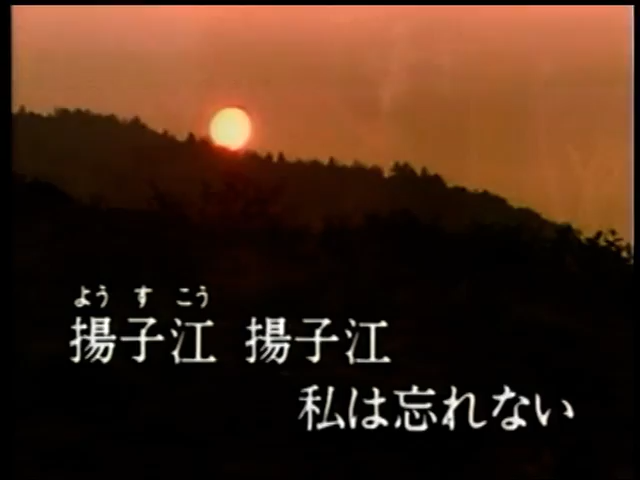 よう す こう
揚子江 揚子江
私は忘れない